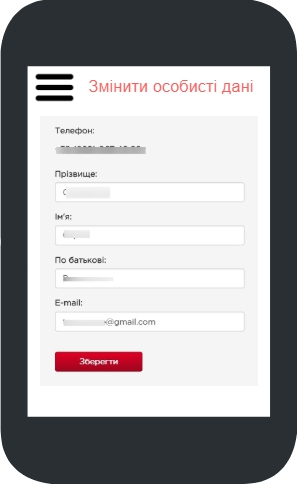 Змінити особисті дані
Телефон:
Прізвище:
Ім'я:
По батькові:
E-mail:
@gmail.com
Зберегти